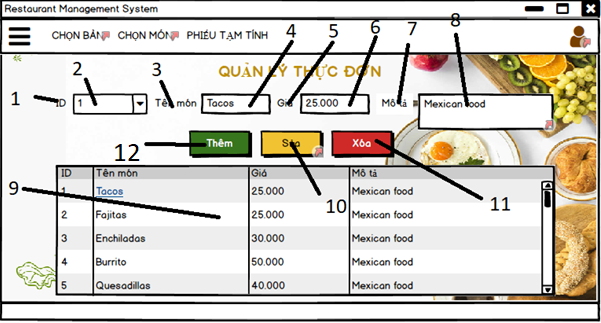 Restaurant Management System
CHỌN BÀN CHỌN MÓN PHIẾU TẠM TÍNH
QUẢN LÝ THỰC ĐƠN
1 2 3 4 5 6 7 8
ID 1 Tên món Tacos Giá 25.000 Mô tả Mexican food
12 Thêm Sửa Xóa
10 11
ID Tên món Giá Mô tả
1 Tacos 25.000 Mexican food
9
2 Fajitas 25.000 Mexican food
3 Enchiladas 30.000 Mexican food
4 Burrito 50.000 Mexican food
5 Quesadillas 40.000 Mexican food